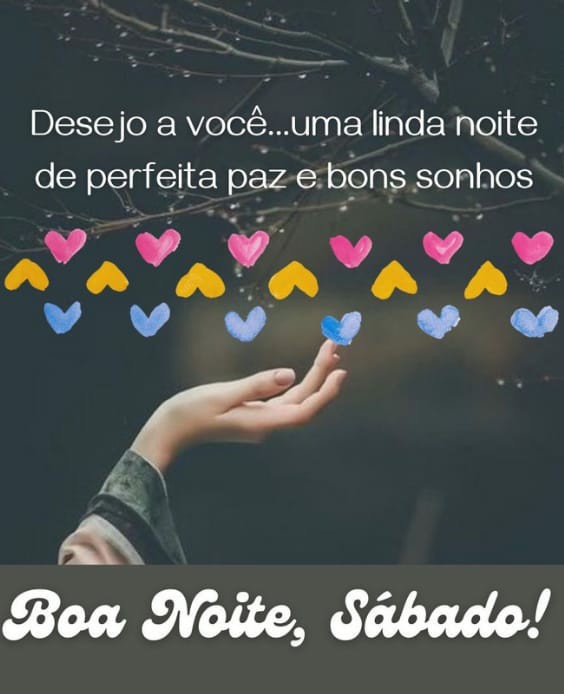 Desejo a você...uma linda noite
de perfeita paz e bons sonhos
Boa Noite, Sábado!